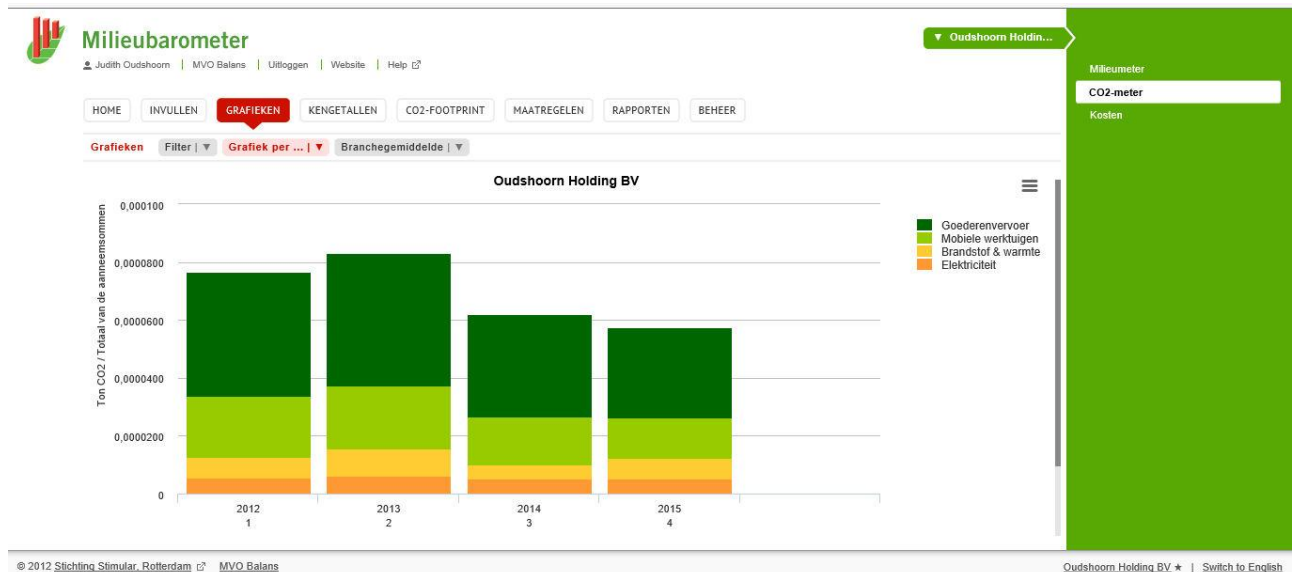 Milieubarometer
▼ Oudshoorn Holdin...
Judith Oudshoorn | MVO Balans | Uitloggen | Website | Help
Milieumeter
CO2-meter
Kosten
HOME INVULLEN GRAFIEKEN KENGETALLEN CO2-FOOTPRINT MAATREGELEN RAPPORTEN BEHEER
Grafieken Filter | ▼ Grafiek per ... | ▼ Branchegemiddelde | ▼
Oudshoorn Holding BV
Ton CO2 / Totaal van de aanneemsommen
0,000100
0,0000800
0,0000600
0,0000400
0,0000200
0
Goederenvervoer
Mobiele werktuigen
Brandstof & warmte
Elektriciteit
2012 2013 2014 2015
1 2 3 4
© 2012 Stichting Stimular, Rotterdam MVO Balans
Oudshoorn Holding BV ★ | Switch to English